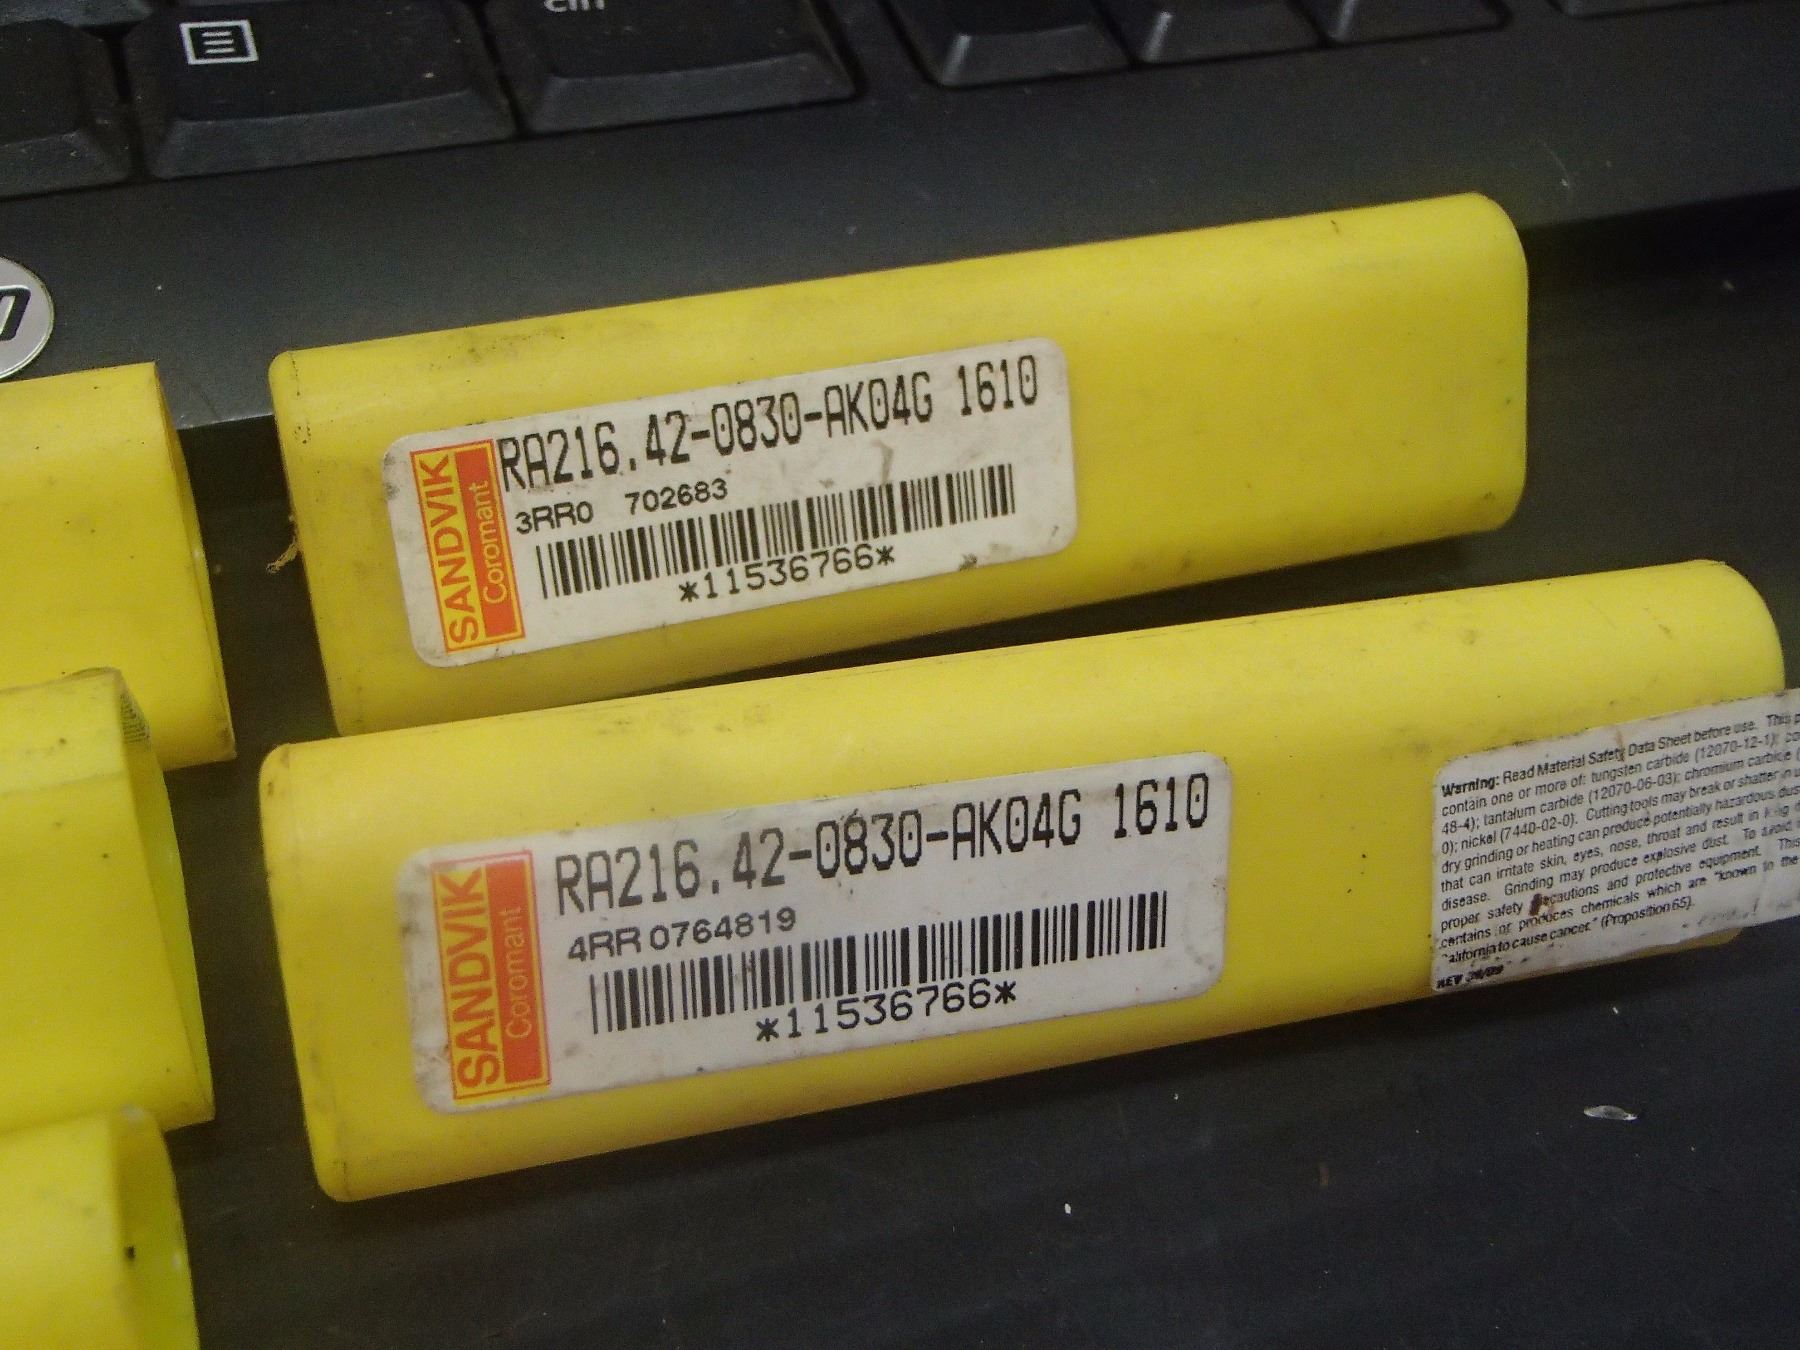 SANDVIK
Coromant
RA216.42-0830-AK04G 1610
3RR0 702683
*11536766*
SANDVIK
Coromant
RA216.42-0830-AK04G 1610
4RR 0764819
*11536766*
Warning: Read Material Safety Data Sheet before use. This
contain one or more of: tungsten carbide (12070-12-1);
48-4); tantalum carbide (12070-06-03); chromium carbide
0); nickel (7440-02-0). Cutting tools may break or shatter in
dry grinding or heating can produce potentially hazardous
that can irritate skin, eyes, nose, throat and result in
disease. Grinding may produce explosive dust. To avoid
proper safety precautions and protective equipment. This
contains or produces chemicals which are "known to the
California to cause cancer." (Proposition 65).